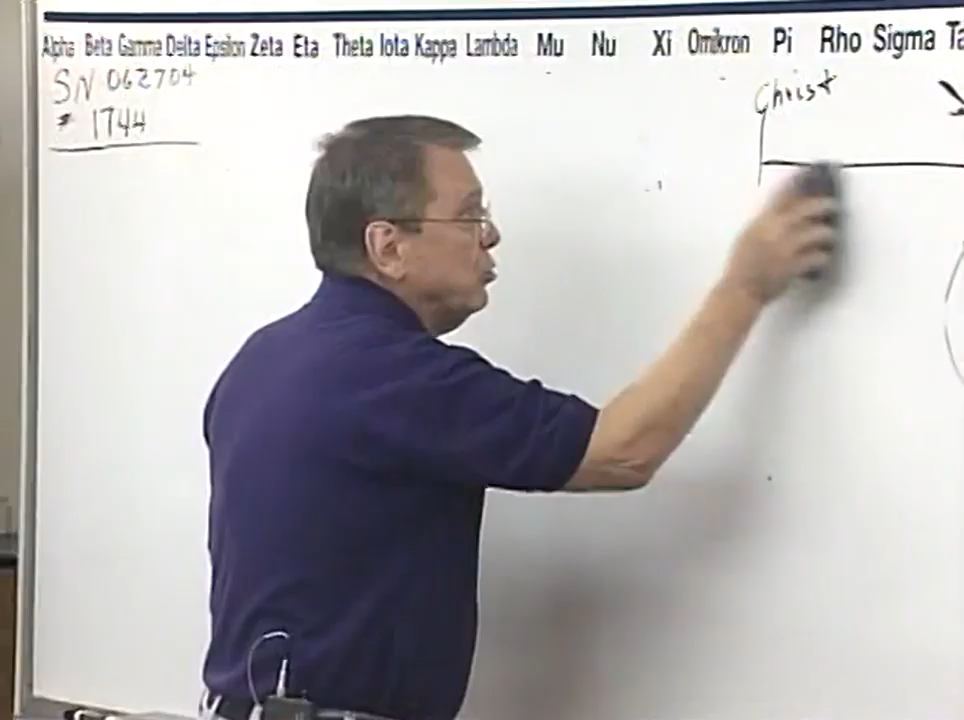 Alpha Beta Gamma Delta Epsilon Zeta Eta Theta Iota Kappa Lambda Mu Nu Xi Omikron Pi Rho Sigma Ta
SN 062704
# 1744
Christ